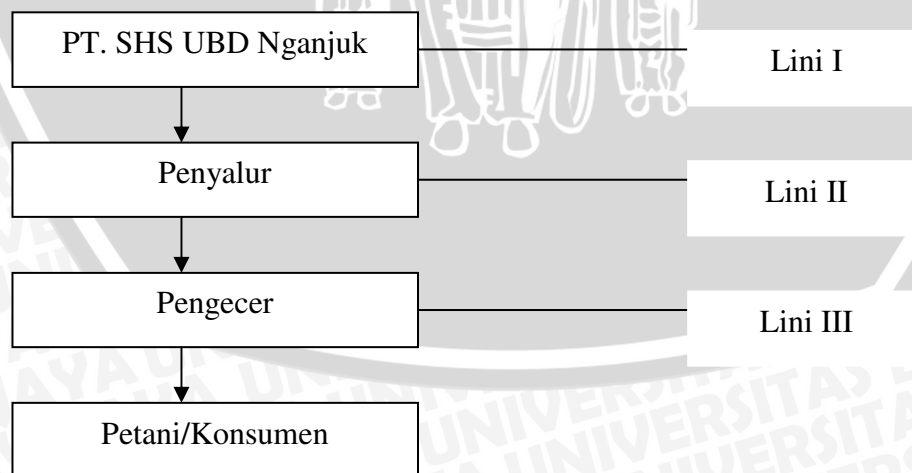 PT. SHS UBD Nganjuk
Lini I
Penyalur
Lini II
Pengecer
Lini III
Petani/Konsumen